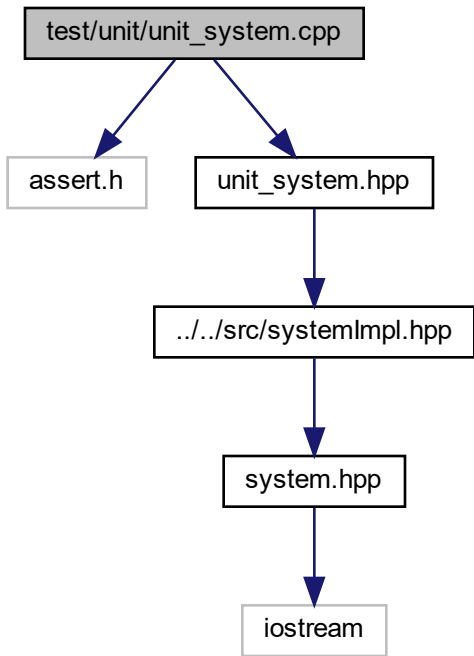 test/unit/unit_system.cpp
assert.h
unit_system.hpp
../../src/systemImpl.hpp
system.hpp
iostream